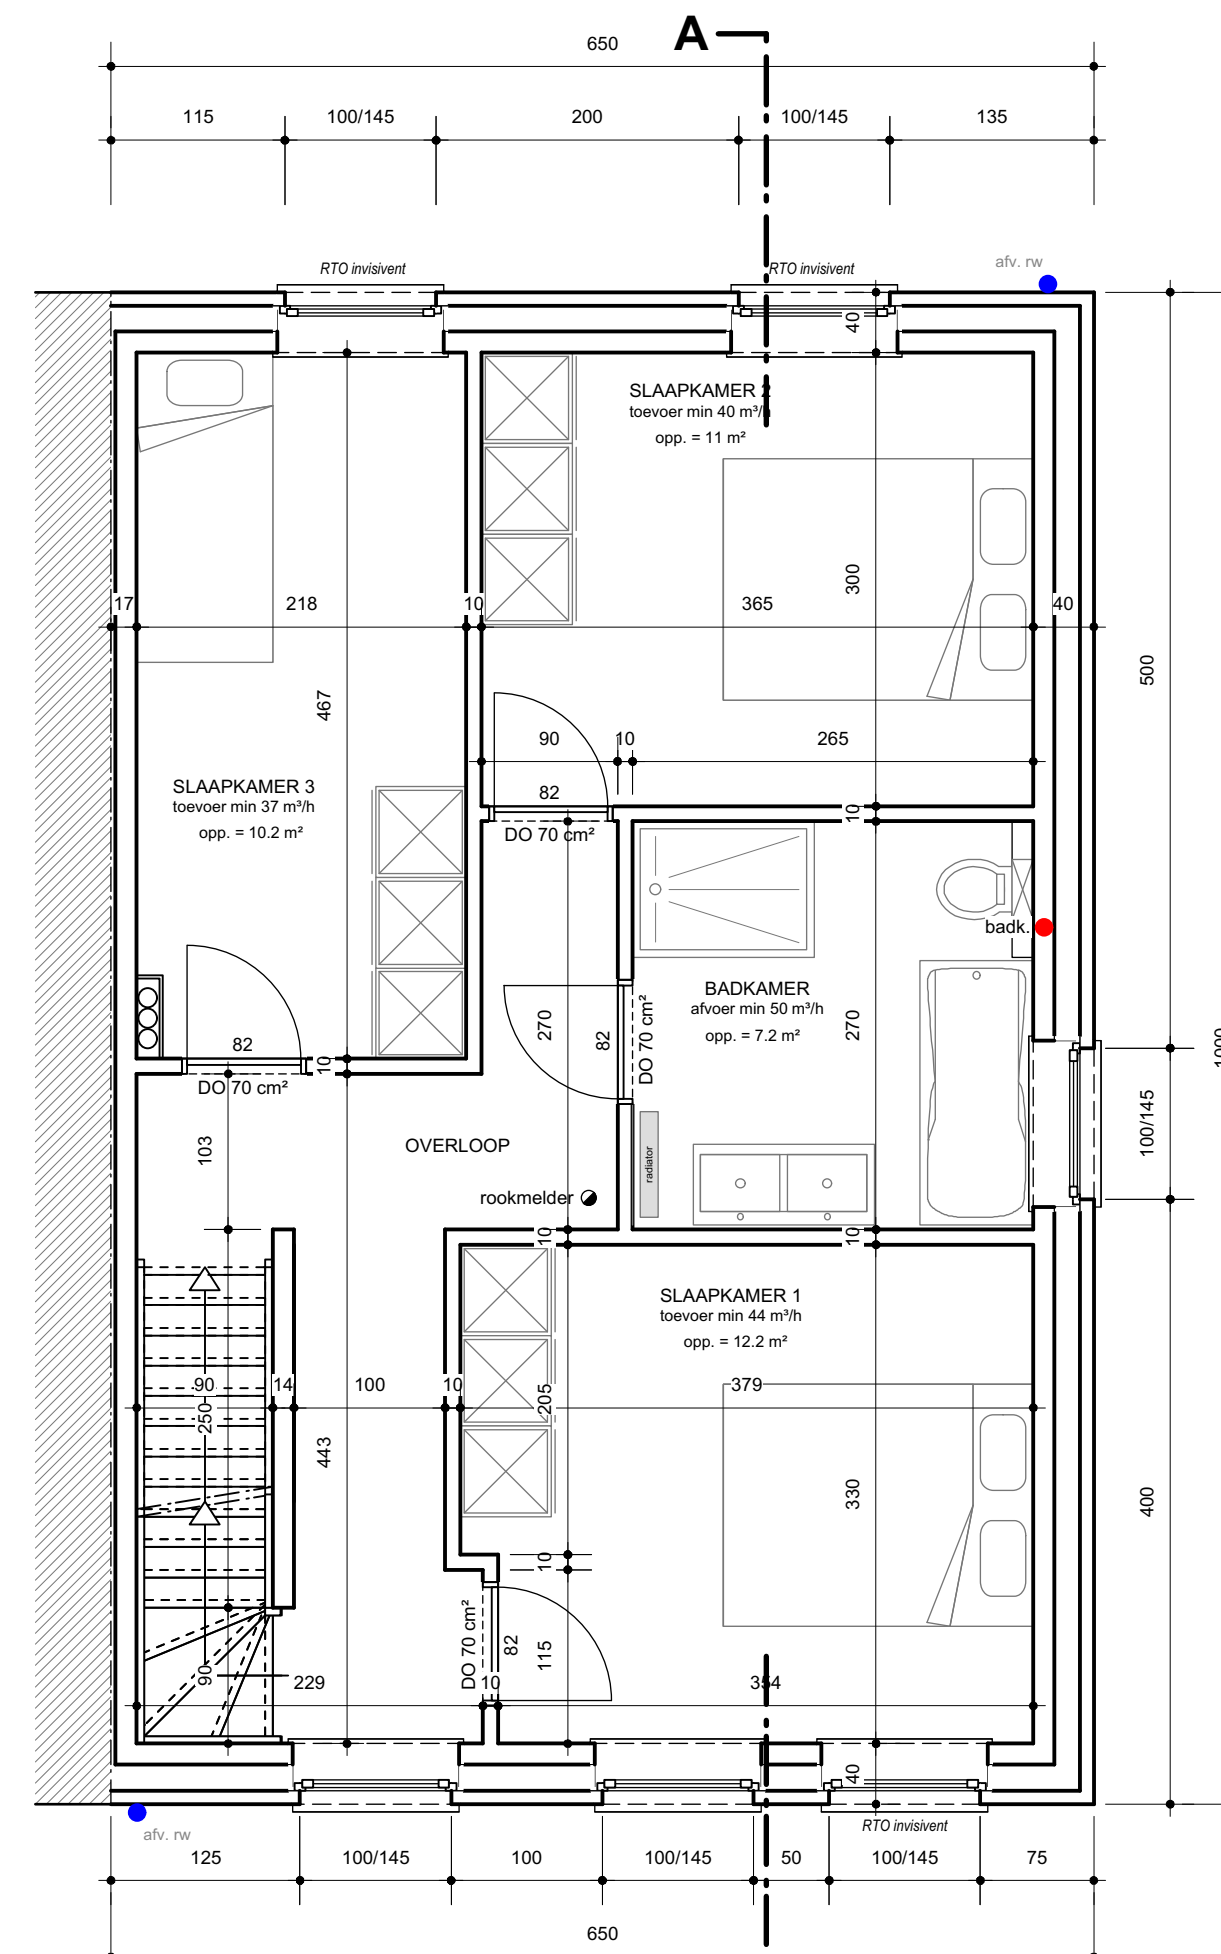 A
650
115
100/145
200
100/145
135
RTO invisivent
RTO invisivent
afv. rw
40
SLAAPKAMER 2
toevoer min 40 m³/h
opp. = 11 m²
300
17
218
10
365
40
467
500
90
10
265
82
DO 70 cm²
10
SLAAPKAMER 3
toevoer min 37 m³/h
opp. = 10.2 m²
badk.
BADKAMER
afvoer min 50 m³/h
opp. = 7.2 m²
270
82
DO 70 cm²
270
82
10
DO 70 cm²
1000
100/145
103
OVERLOOP
radiator
rookmelder
10
10
SLAAPKAMER 1
toevoer min 44 m³/h
opp. = 12.2 m²
90
14
100
10
379
250
205
443
330
400
10
DO 70 cm²
82
115
90
229
10
354
40
RTO invisivent
afv. rw
125
100/145
100
100/145
50
100/145
75
650